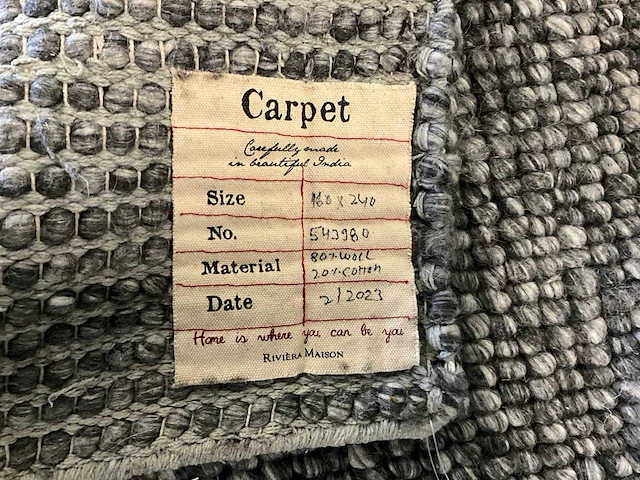 Carpet
Carefully made
in beautiful India
Size 160 x 240
No. 543980
Material 80% wool
20% cotton
Date 2/2023
Home is where you can be you
RIVIÈRA MAISON